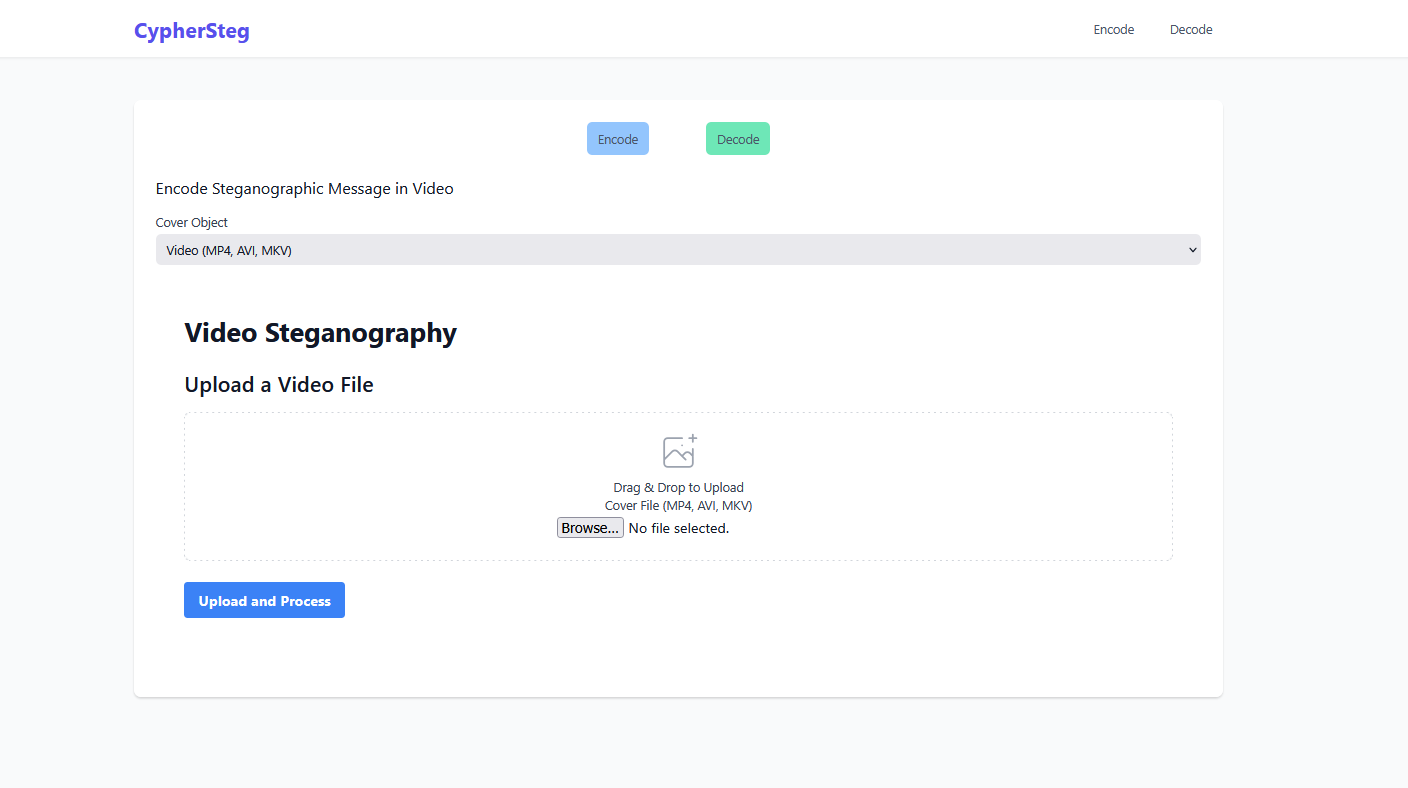 CypherSteg Encode Decode
Encode Decode
Encode Steganographic Message in Video
Cover Object
Video (MP4, AVI, MKV)
Video Steganography
Upload a Video File
Drag & Drop to Upload
Cover File (MP4, AVI, MKV)
Browse... No file selected.
Upload and Process